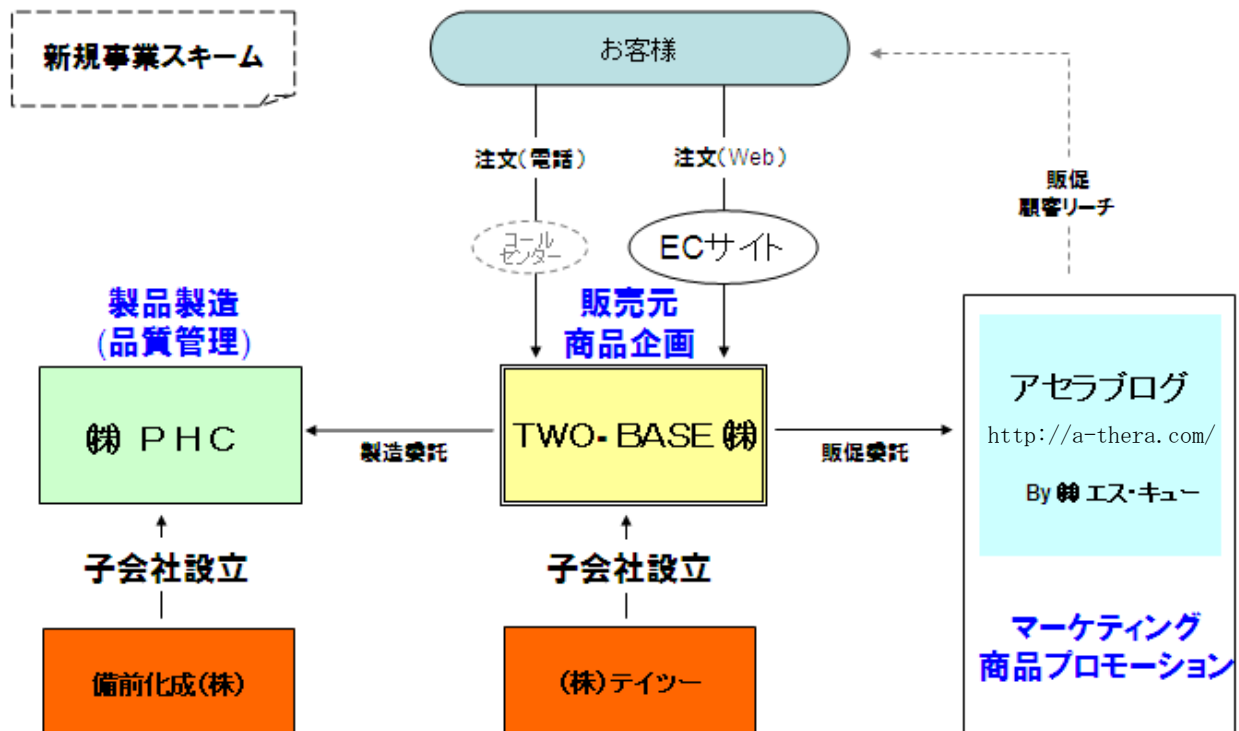 新規事業スキーム
お客様
注文(電話)
注文(Web)
販促
顧客リーチ
コール
センター
ECサイト
製品製造
(品質管理)
販売元
商品企画
㈱ PHC
製造委託
TWO-BASE ㈱
販促委託
アセラブログ
http://a-thera.com/
By ㈱ エス・キュー
子会社設立
子会社設立
マーケティング
商品プロモーション
備前化成(株)
(株)テイツー